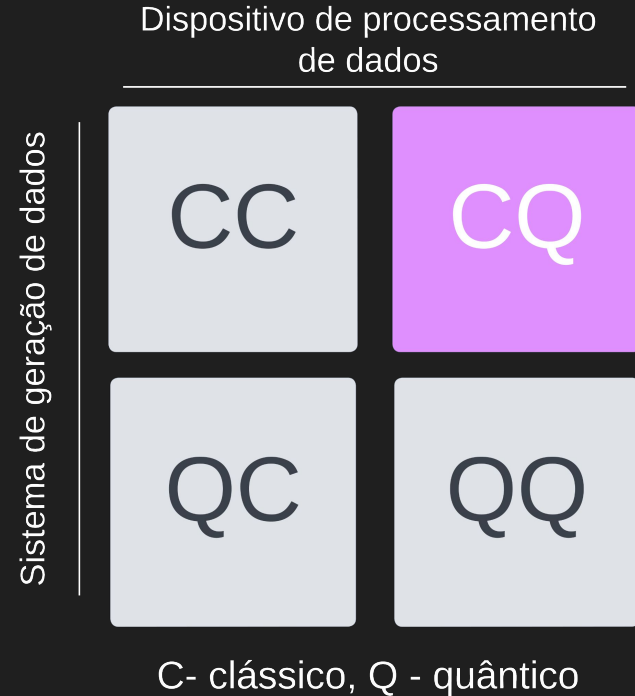 Dispositivo de processamento
de dados
Sistema de geração de dados
CC
CQ
QC
QQ
C- clássico, Q - quântico